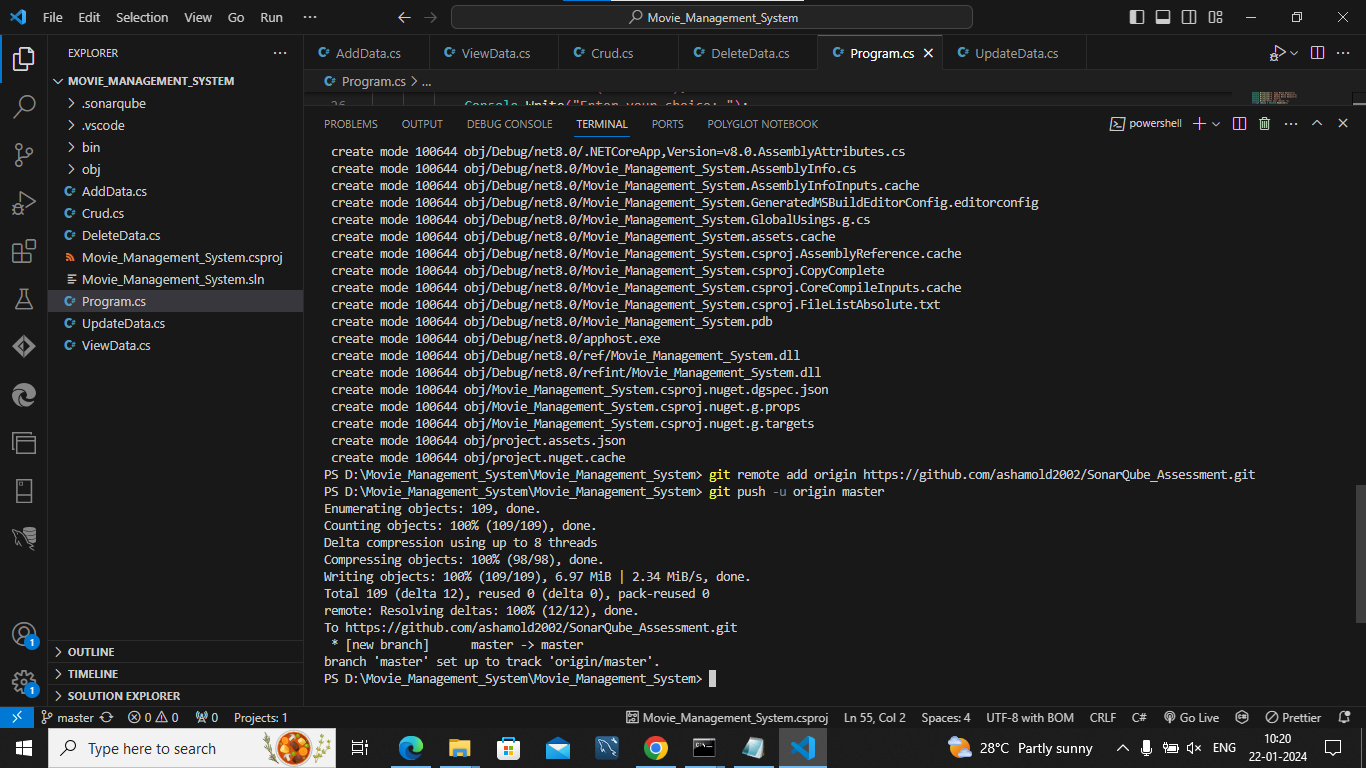 File Edit Selection View Go Run ··· Movie_Management_System
EXPLORER ···
MOVIE_MANAGEMENT_SYSTEM
.sonarqube
.vscode
bin
obj
AddData.cs
Crud.cs
DeleteData.cs
Movie_Management_System.csproj
Movie_Management_System.sln
Program.cs
UpdateData.cs
ViewData.cs
OUTLINE
TIMELINE
SOLUTION EXPLORER
AddData.cs ViewData.cs Crud.cs DeleteData.cs Program.cs UpdateData.cs
Program.cs > ...
26 Console.Write("Enter your choice: ");
PROBLEMS OUTPUT DEBUG CONSOLE TERMINAL PORTS POLYGLOT NOTEBOOK powershell
create mode 100644 obj/Debug/net8.0/.NETCoreApp,Version=v8.0.AssemblyAttributes.cs
create mode 100644 obj/Debug/net8.0/Movie_Management_System.AssemblyInfo.cs
create mode 100644 obj/Debug/net8.0/Movie_Management_System.AssemblyInfoInputs.cache
create mode 100644 obj/Debug/net8.0/Movie_Management_System.GeneratedMSBuildEditorConfig.editorconfig
create mode 100644 obj/Debug/net8.0/Movie_Management_System.GlobalUsings.g.cs
create mode 100644 obj/Debug/net8.0/Movie_Management_System.assets.cache
create mode 100644 obj/Debug/net8.0/Movie_Management_System.csproj.AssemblyReference.cache
create mode 100644 obj/Debug/net8.0/Movie_Management_System.csproj.CopyComplete
create mode 100644 obj/Debug/net8.0/Movie_Management_System.csproj.CoreCompileInputs.cache
create mode 100644 obj/Debug/net8.0/Movie_Management_System.csproj.FileListAbsolute.txt
create mode 100644 obj/Debug/net8.0/Movie_Management_System.pdb
create mode 100644 obj/Debug/net8.0/apphost.exe
create mode 100644 obj/Debug/net8.0/ref/Movie_Management_System.dll
create mode 100644 obj/Debug/net8.0/refint/Movie_Management_System.dll
create mode 100644 obj/Movie_Management_System.csproj.nuget.dgspec.json
create mode 100644 obj/Movie_Management_System.csproj.nuget.g.props
create mode 100644 obj/Movie_Management_System.csproj.nuget.g.targets
create mode 100644 obj/project.assets.json
create mode 100644 obj/project.nuget.cache
PS D:\Movie_Management_System\Movie_Management_System> git remote add origin https://github.com/ashamold2002/SonarQube_Assessment.git
PS D:\Movie_Management_System\Movie_Management_System> git push -u origin master
Enumerating objects: 109, done.
Counting objects: 100% (109/109), done.
Delta compression using up to 8 threads
Compressing objects: 100% (98/98), done.
Writing objects: 100% (109/109), 6.97 MiB | 2.34 MiB/s, done.
Total 109 (delta 12), reused 0 (delta 0), pack-reused 0
remote: Resolving deltas: 100% (12/12), done.
To https://github.com/ashamold2002/SonarQube_Assessment.git
* [new branch] master -> master
branch 'master' set up to track 'origin/master'.
PS D:\Movie_Management_System\Movie_Management_System>
1
1
master 0 0 0 Projects: 1 Movie_Management_System.csproj Ln 55, Col 2 Spaces: 4 UTF-8 with BOM CRLF C# Go Live Prettier
Type here to search 28°C Partly sunny ENG 10:20
22-01-2024